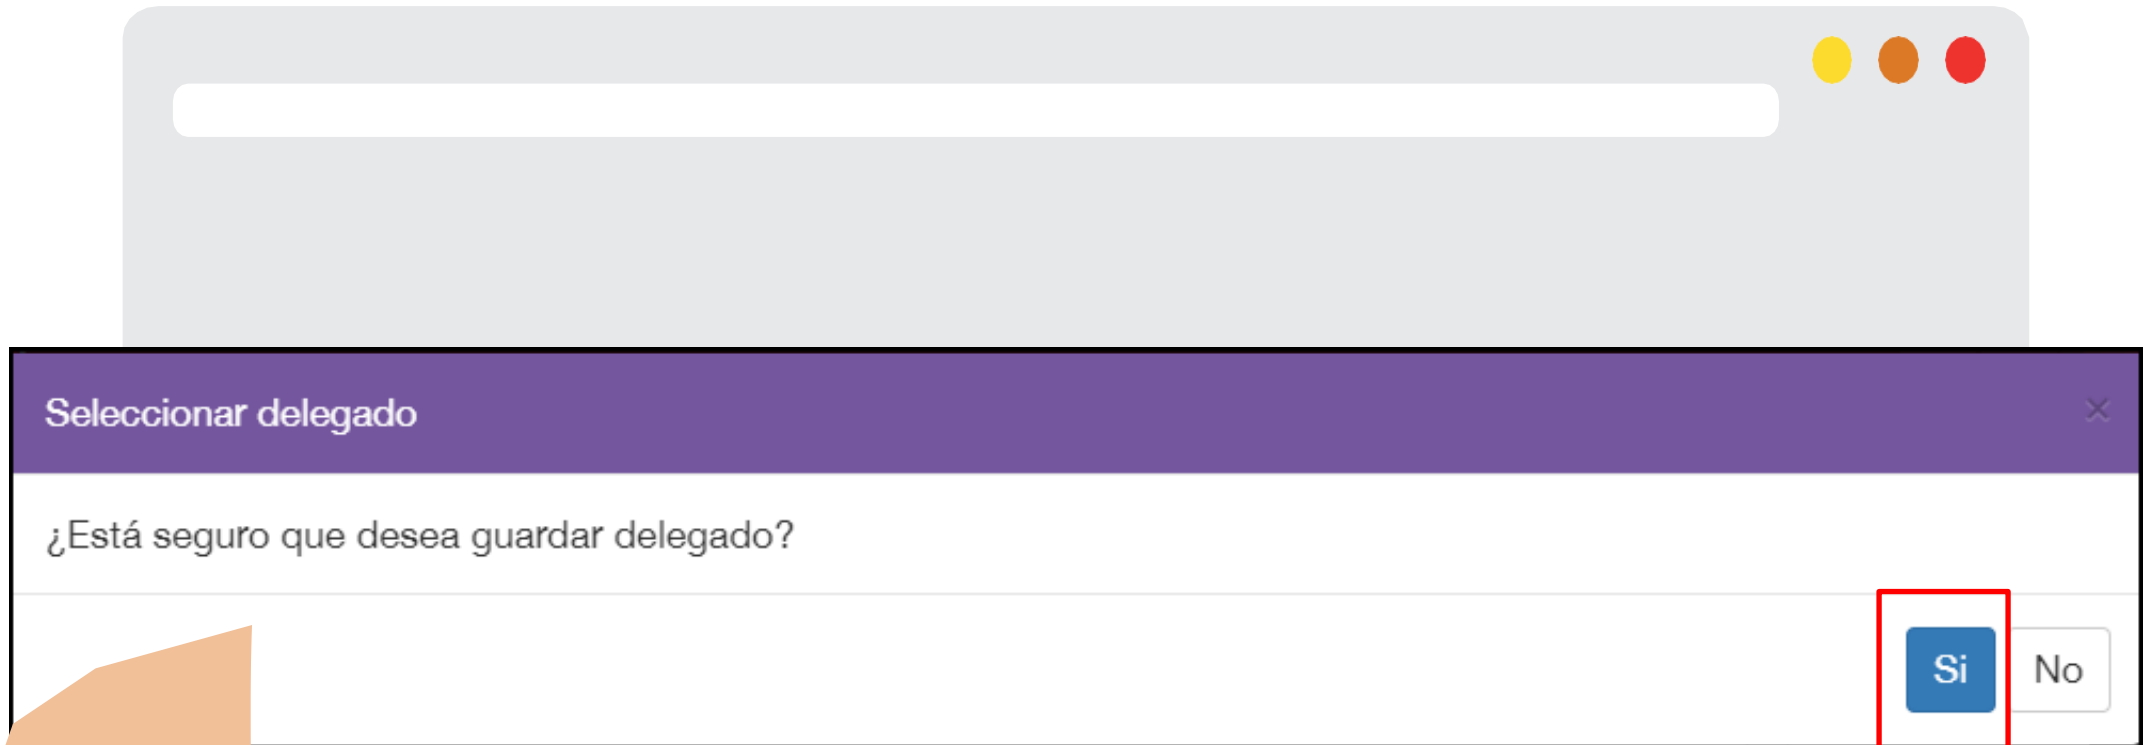 Seleccionar delegado
¿Está seguro que desea guardar delegado?
Si No